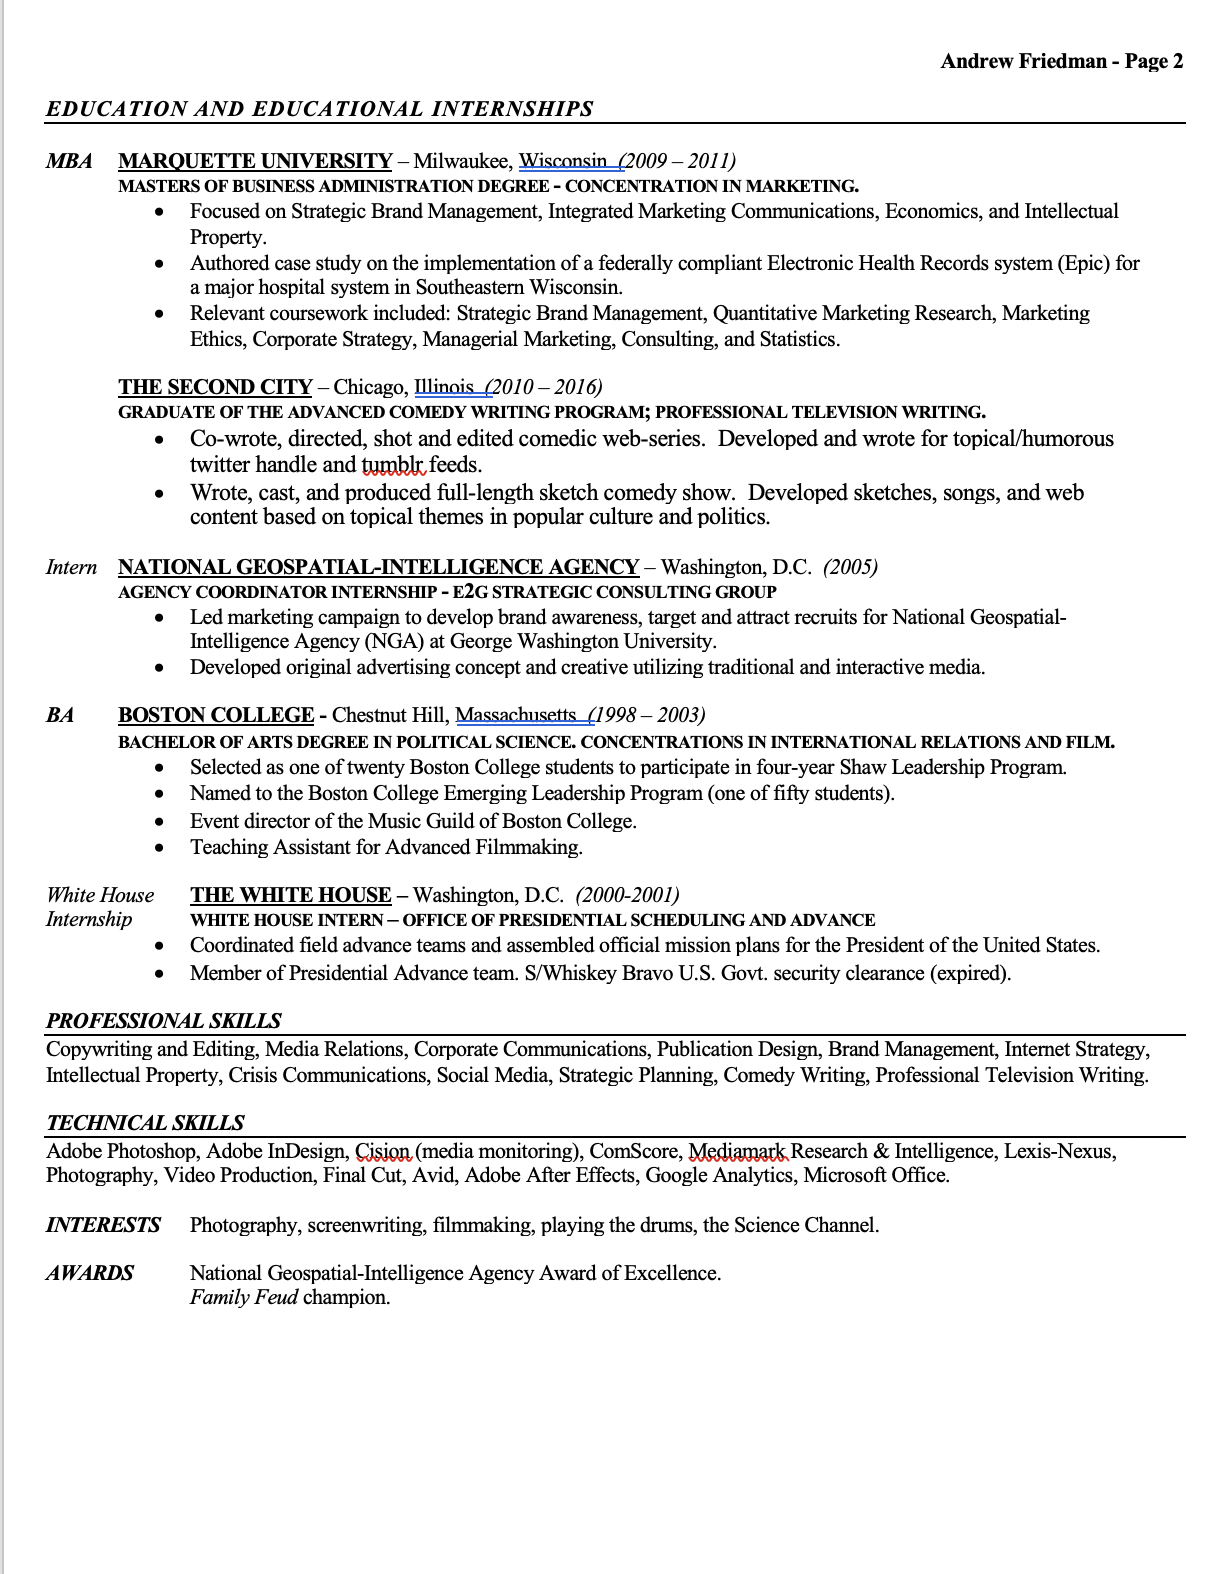 Andrew Friedman - Page 2
EDUCATION AND EDUCATIONAL INTERNSHIPS
MBA MARQUETTE UNIVERSITY – Milwaukee, Wisconsin (2009 – 2011)
MASTERS OF BUSINESS ADMINISTRATION DEGREE - CONCENTRATION IN MARKETING.
• Focused on Strategic Brand Management, Integrated Marketing Communications, Economics, and Intellectual
Property.
• Authored case study on the implementation of a federally compliant Electronic Health Records system (Epic) for
a major hospital system in Southeastern Wisconsin.
• Relevant coursework included: Strategic Brand Management, Quantitative Marketing Research, Marketing
Ethics, Corporate Strategy, Managerial Marketing, Consulting, and Statistics.
THE SECOND CITY – Chicago, Illinois (2010 – 2016)
GRADUATE OF THE ADVANCED COMEDY WRITING PROGRAM; PROFESSIONAL TELEVISION WRITING.
• Co-wrote, directed, shot and edited comedic web-series. Developed and wrote for topical/humorous
twitter handle and tumblr feeds.
• Wrote, cast, and produced full-length sketch comedy show. Developed sketches, songs, and web
content based on topical themes in popular culture and politics.
Intern NATIONAL GEOSPATIAL-INTELLIGENCE AGENCY – Washington, D.C. (2005)
AGENCY COORDINATOR INTERNSHIP - E2G STRATEGIC CONSULTING GROUP
• Led marketing campaign to develop brand awareness, target and attract recruits for National Geospatial-
Intelligence Agency (NGA) at George Washington University.
• Developed original advertising concept and creative utilizing traditional and interactive media.
BA BOSTON COLLEGE - Chestnut Hill, Massachusetts (1998 – 2003)
BACHELOR OF ARTS DEGREE IN POLITICAL SCIENCE. CONCENTRATIONS IN INTERNATIONAL RELATIONS AND FILM.
• Selected as one of twenty Boston College students to participate in four-year Shaw Leadership Program.
• Named to the Boston College Emerging Leadership Program (one of fifty students).
• Event director of the Music Guild of Boston College.
• Teaching Assistant for Advanced Filmmaking.
White House THE WHITE HOUSE – Washington, D.C. (2000-2001)
Internship WHITE HOUSE INTERN – OFFICE OF PRESIDENTIAL SCHEDULING AND ADVANCE
• Coordinated field advance teams and assembled official mission plans for the President of the United States.
• Member of Presidential Advance team. S/Whiskey Bravo U.S. Govt. security clearance (expired).
PROFESSIONAL SKILLS
Copywriting and Editing, Media Relations, Corporate Communications, Publication Design, Brand Management, Internet Strategy,
Intellectual Property, Crisis Communications, Social Media, Strategic Planning, Comedy Writing, Professional Television Writing.
TECHNICAL SKILLS
Adobe Photoshop, Adobe InDesign, Cision (media monitoring), ComScore, Mediamark Research & Intelligence, Lexis-Nexus,
Photography, Video Production, Final Cut, Avid, Adobe After Effects, Google Analytics, Microsoft Office.
INTERESTS Photography, screenwriting, filmmaking, playing the drums, the Science Channel.
AWARDS National Geospatial-Intelligence Agency Award of Excellence.
Family Feud champion.